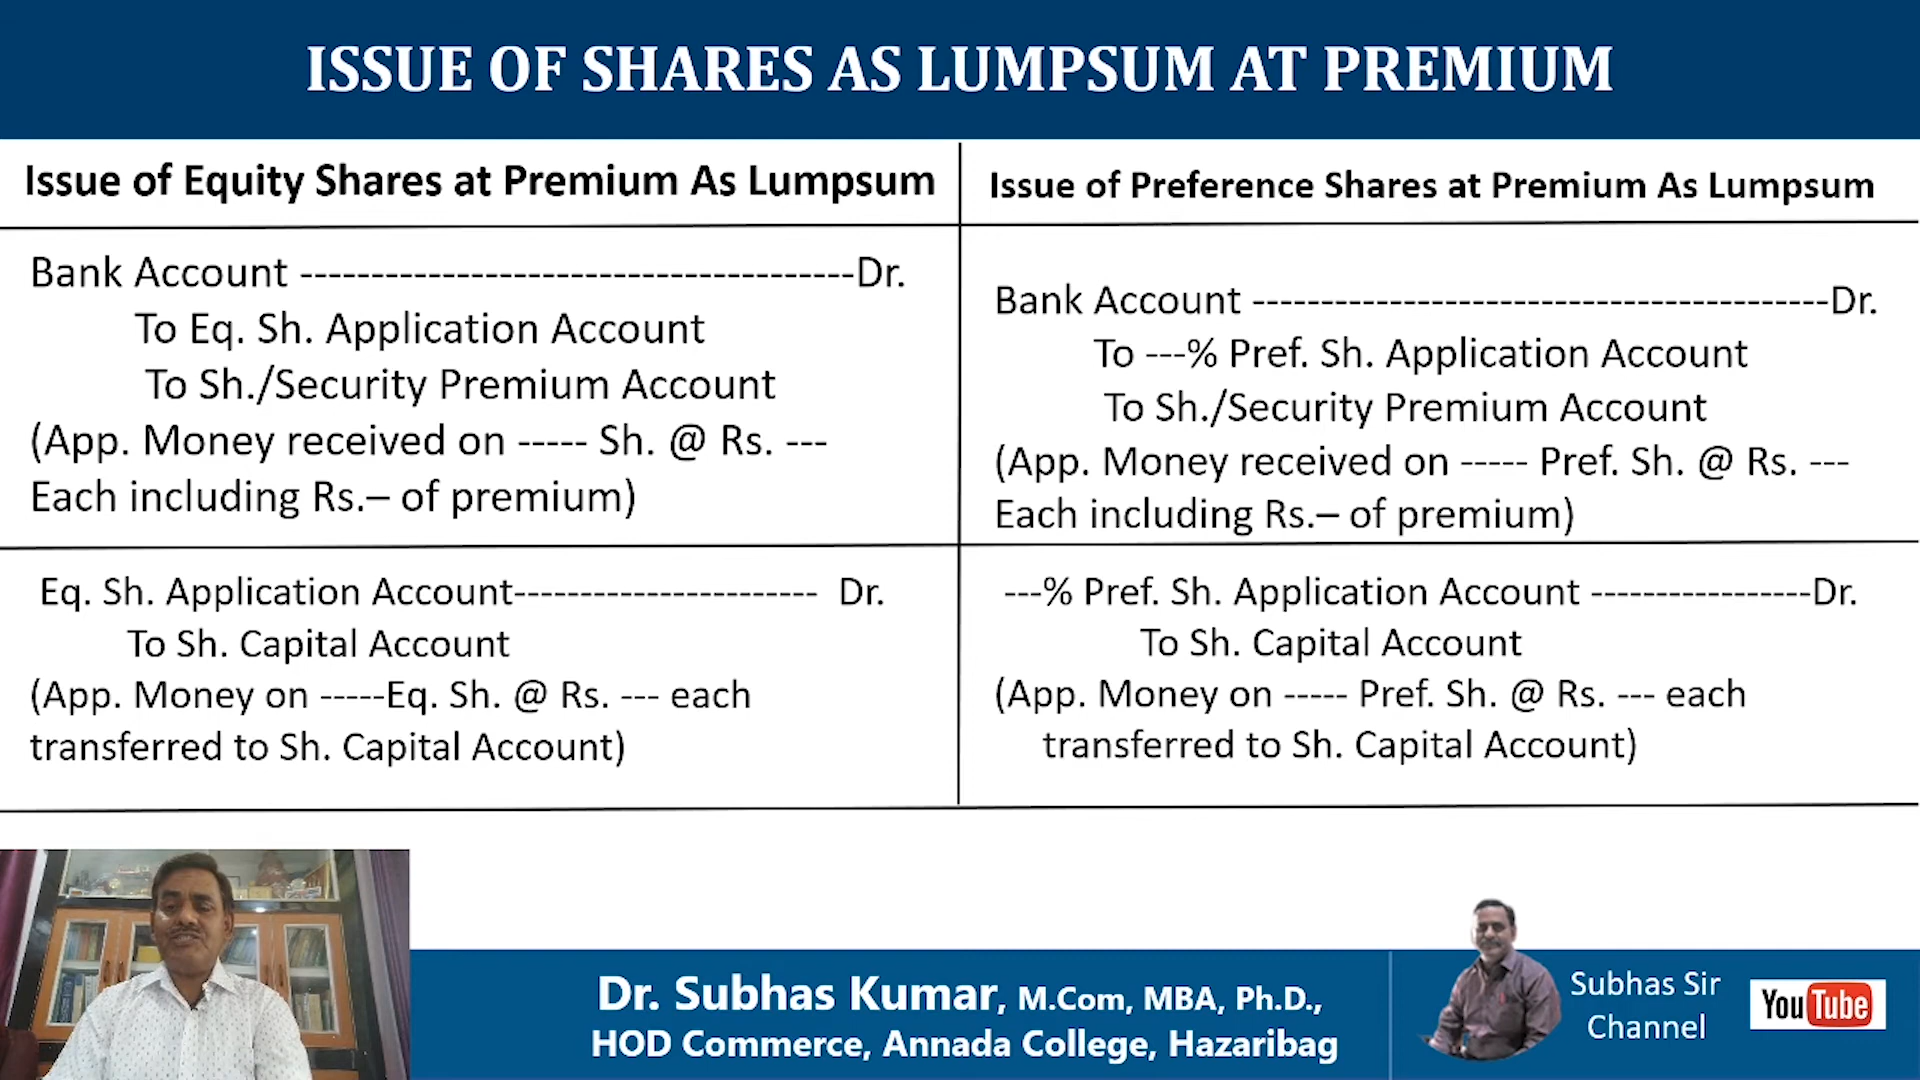 ISSUE OF SHARES AS LUMPSUM AT PREMIUM
Issue of Equity Shares at Premium As Lumpsum
Bank Account ---------------------------------------Dr.
To Eq. Sh. Application Account
To Sh./Security Premium Account
(App. Money received on ----- Sh. @ Rs. ---
Each including Rs.– of premium)
Eq. Sh. Application Account----------------------- Dr.
To Sh. Capital Account
(App. Money on -----Eq. Sh. @ Rs. --- each
transferred to Sh. Capital Account)
Issue of Preference Shares at Premium As Lumpsum
Bank Account ------------------------------------------Dr.
To ---% Pref. Sh. Application Account
To Sh./Security Premium Account
(App. Money received on ----- Pref. Sh. @ Rs. ---
Each including Rs.– of premium)
---% Pref. Sh. Application Account -----------------Dr.
To Sh. Capital Account
(App. Money on ----- Pref. Sh. @ Rs. --- each
transferred to Sh. Capital Account)
Dr. Subhas Kumar, M.Com, MBA, Ph.D.,
HOD Commerce, Annada College, Hazaribag
Subhas Sir
Channel
YouTube